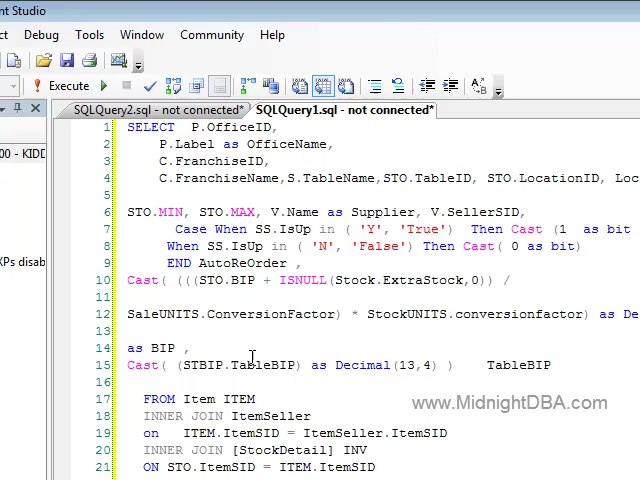 nt Studio
ct Debug Tools Window Community Help
Execute
SQLQuery2.sql - not connected* SQLQuery1.sql - not connected*
00 - KIDD
XPs disab
1 SELECT P.OfficeID,
2 P.Label as OfficeName,
3 C.FranchiseID,
4 C.FranchiseName,S.TableName,STO.TableID, STO.LocationID, Loc
5
6 STO.MIN, STO.MAX, V.Name as Supplier, V.SellerSID,
7 Case When SS.IsUp in ( 'Y', 'True') Then Cast (1 as bit
8 When SS.IsUp in ( 'N', 'False') Then Cast( 0 as bit)
9 END AutoReOrder ,
10 Cast( (((STO.BIP + ISNULL(Stock.ExtraStock,0)) /
11
12 SaleUNITS.ConversionFactor) * StockUNITS.conversionfactor) as De
13
14 as BIP ,
15 Cast( (STBIP.TableBIP) as Decimal(13,4) ) TableBIP
16
17 FROM Item ITEM
18 INNER JOIN ItemSeller
19 on ITEM.ItemSID = ItemSeller.ItemSID
20 INNER JOIN [StockDetail] INV
21 ON STO.ItemSID = ITEM.ItemSID
www.MidnightDBA.com